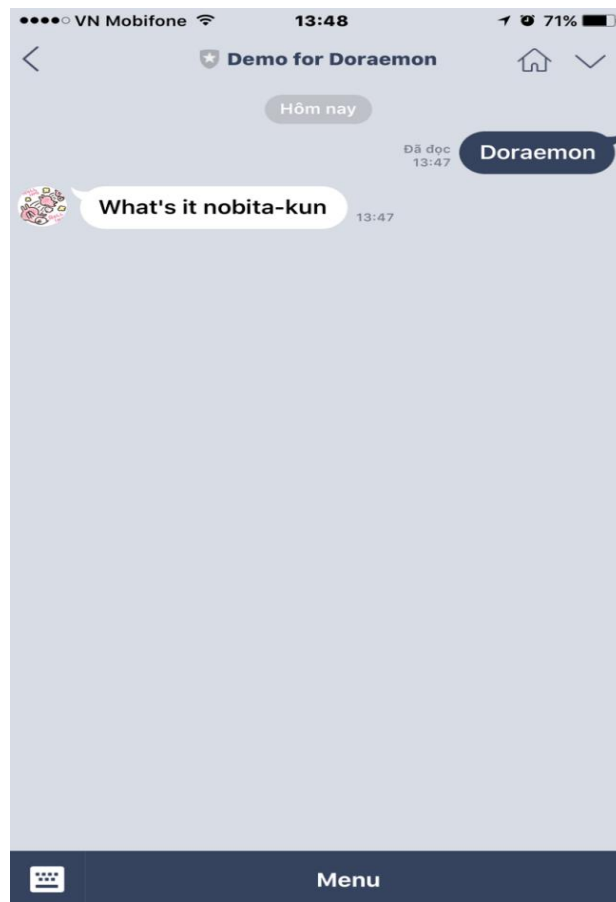 VN Mobifone 13:48 71%
Demo for Doraemon
Hôm nay
Đã đọc
13:47
Doraemon
What's it nobita-kun
13:47
Menu